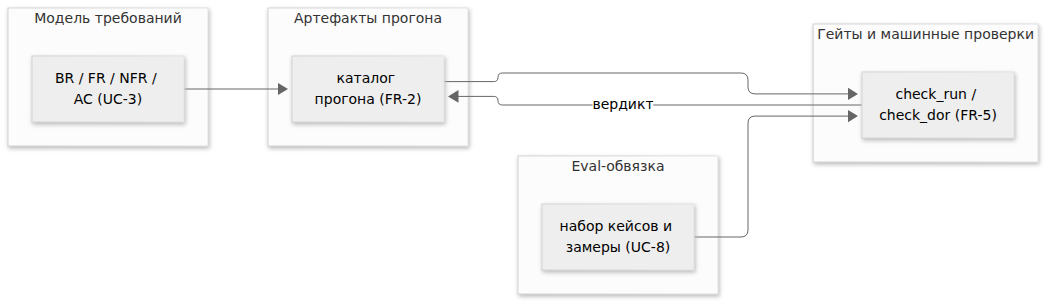 Модель требований
BR / FR / NFR /
AC (UC-3)
Артефакты прогона
каталог
прогона (FR-2)
вердикт
Гейты и машинные проверки
check_run /
check_dor (FR-5)
Eval-обвязка
набор кейсов и
замеры (UC-8)